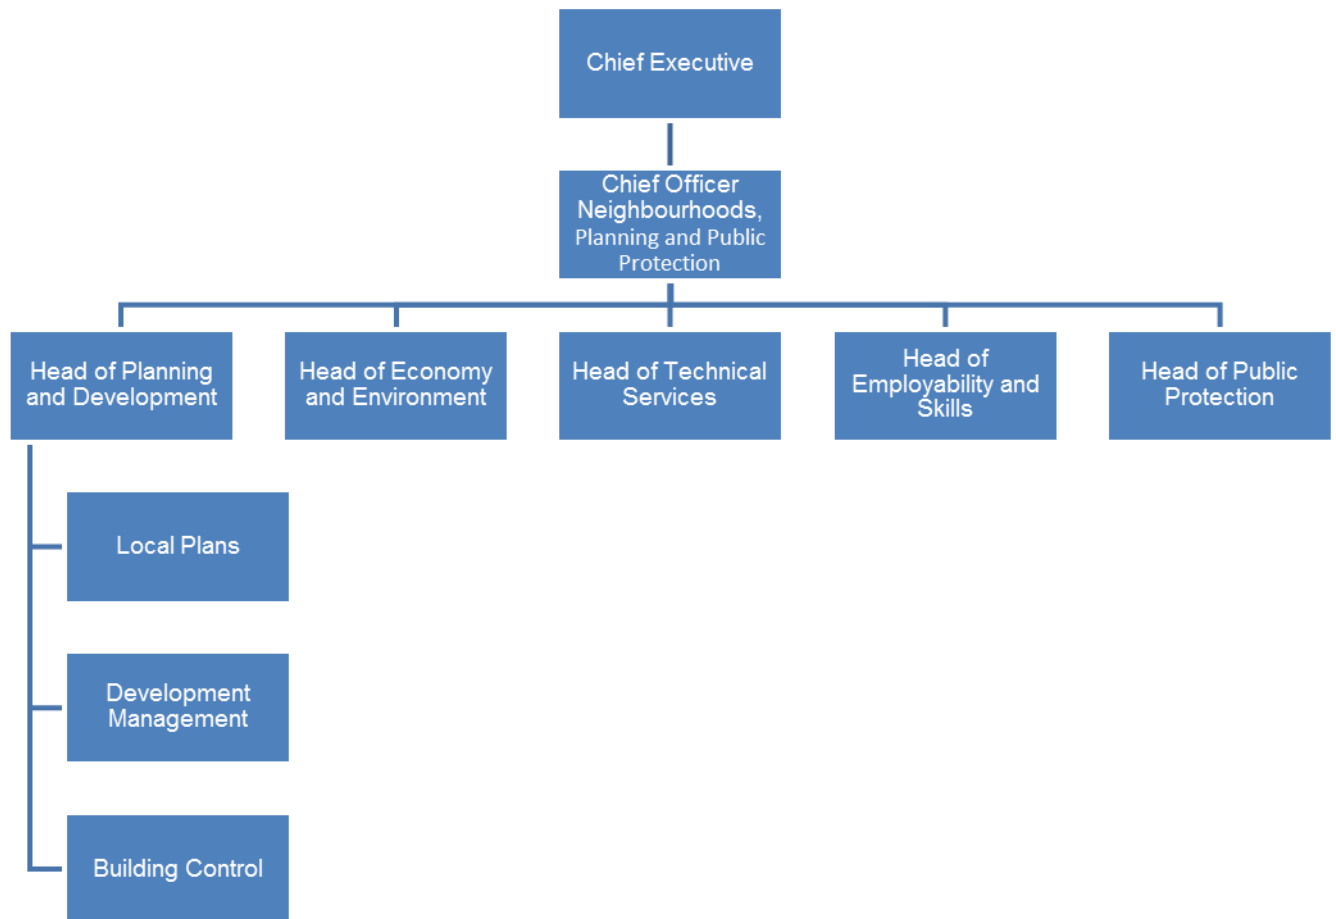 Chief Executive
Chief Officer
Neighbourhoods,
Planning and Public
Protection
Head of Planning
and Development
Head of Economy
and Environment
Head of Technical
Services
Head of
Employability and
Skills
Head of Public
Protection
Local Plans
Development
Management
Building Control